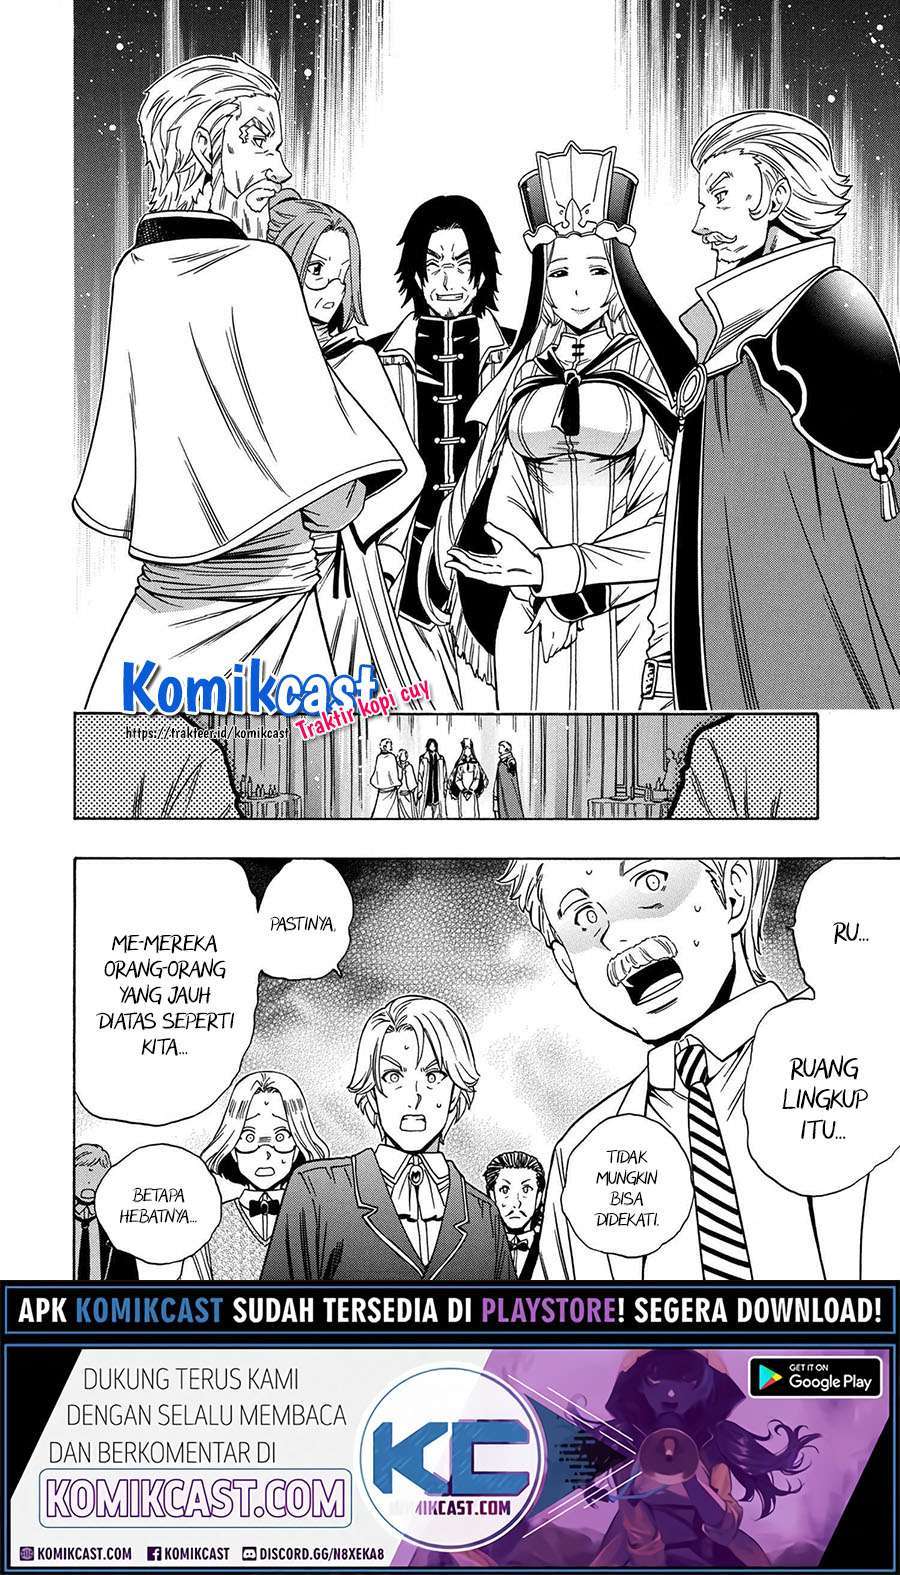 Komikcast
Traktir kopi cuy
https://trakteer.id/komikcast
RU...
RUANG
LINGKUP
ITU...
TIDAK
MUNGKIN
BISA
DIDEKATI.
PASTINYA,
ME-MEREKA
ORANG-ORANG
YANG JAUH
DIATAS SEPERTI
KITA...
BETAPA
HEBATNYA...
APK KOMIKCAST SUDAH TERSEDIA DI PLAYSTORE! SEGERA DOWNLOAD!
DUKUNG TERUS KAMI
DENGAN SELALU MEMBACA
DAN BERKOMENTAR DI
KOMIKCAST.COM
KOMIKCAST.COM
KOMIKCAST
DISCORD.GG/N8XEKA8
KC
KOMIKCAST.COM
GET IT ON
Google Play